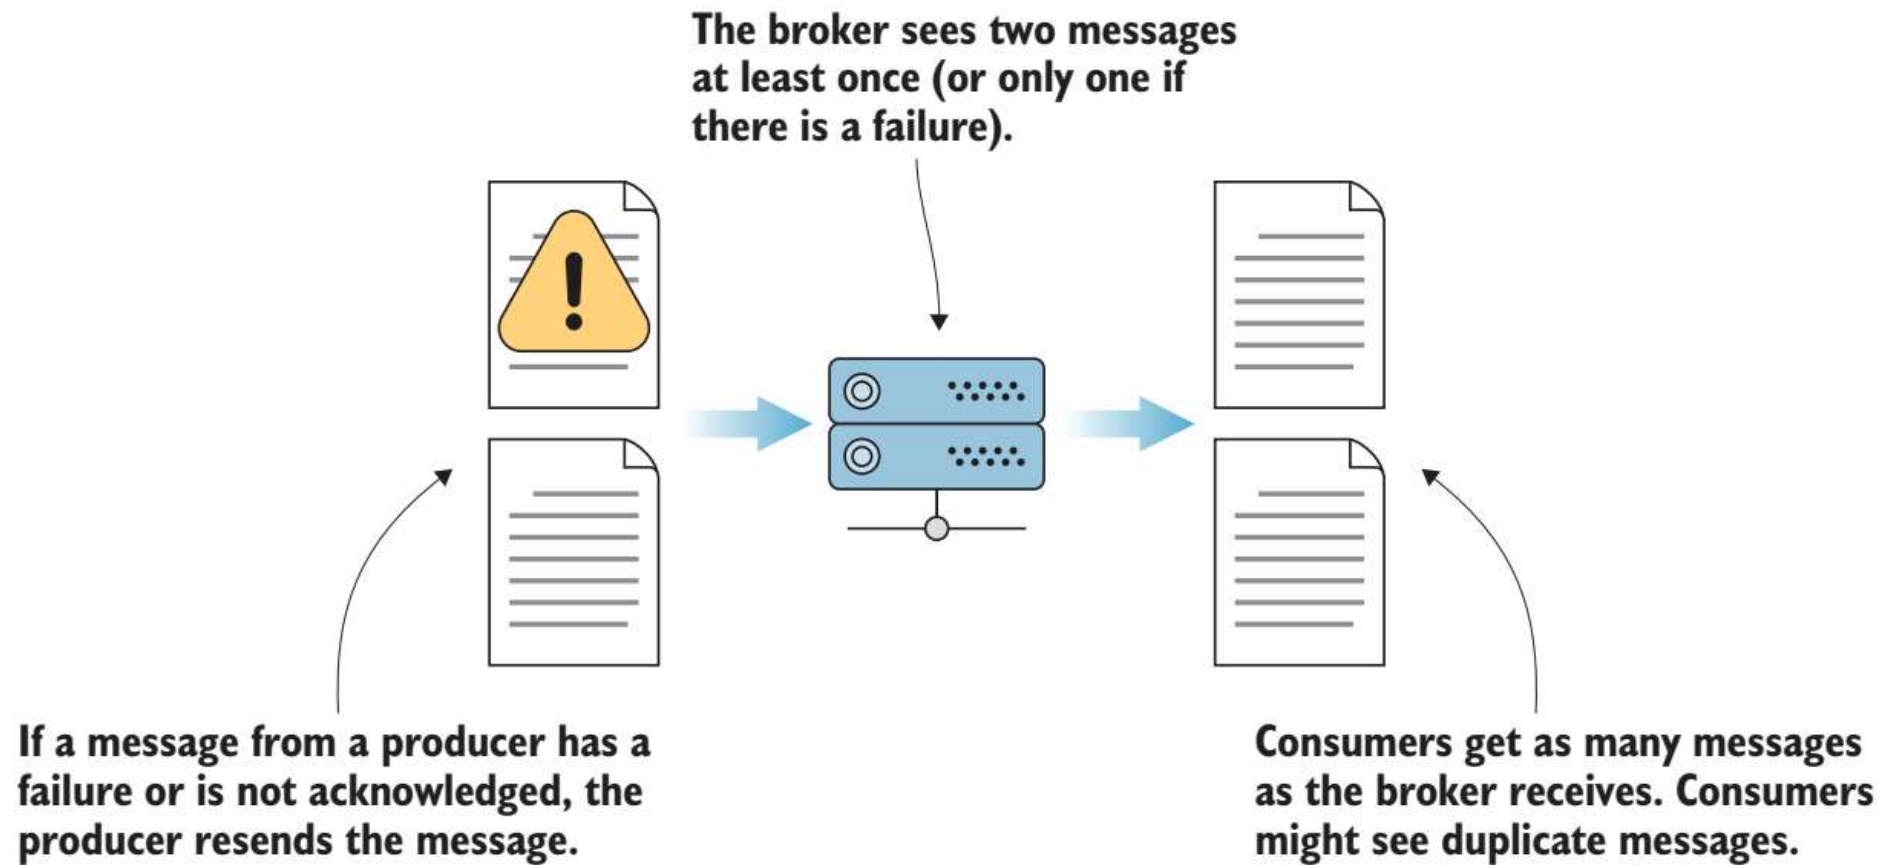 The broker sees two messages
at least once (or only one if
there is a failure).
If a message from a producer has a
failure or is not acknowledged, the
producer resends the message.
Consumers get as many messages
as the broker receives. Consumers
might see duplicate messages.